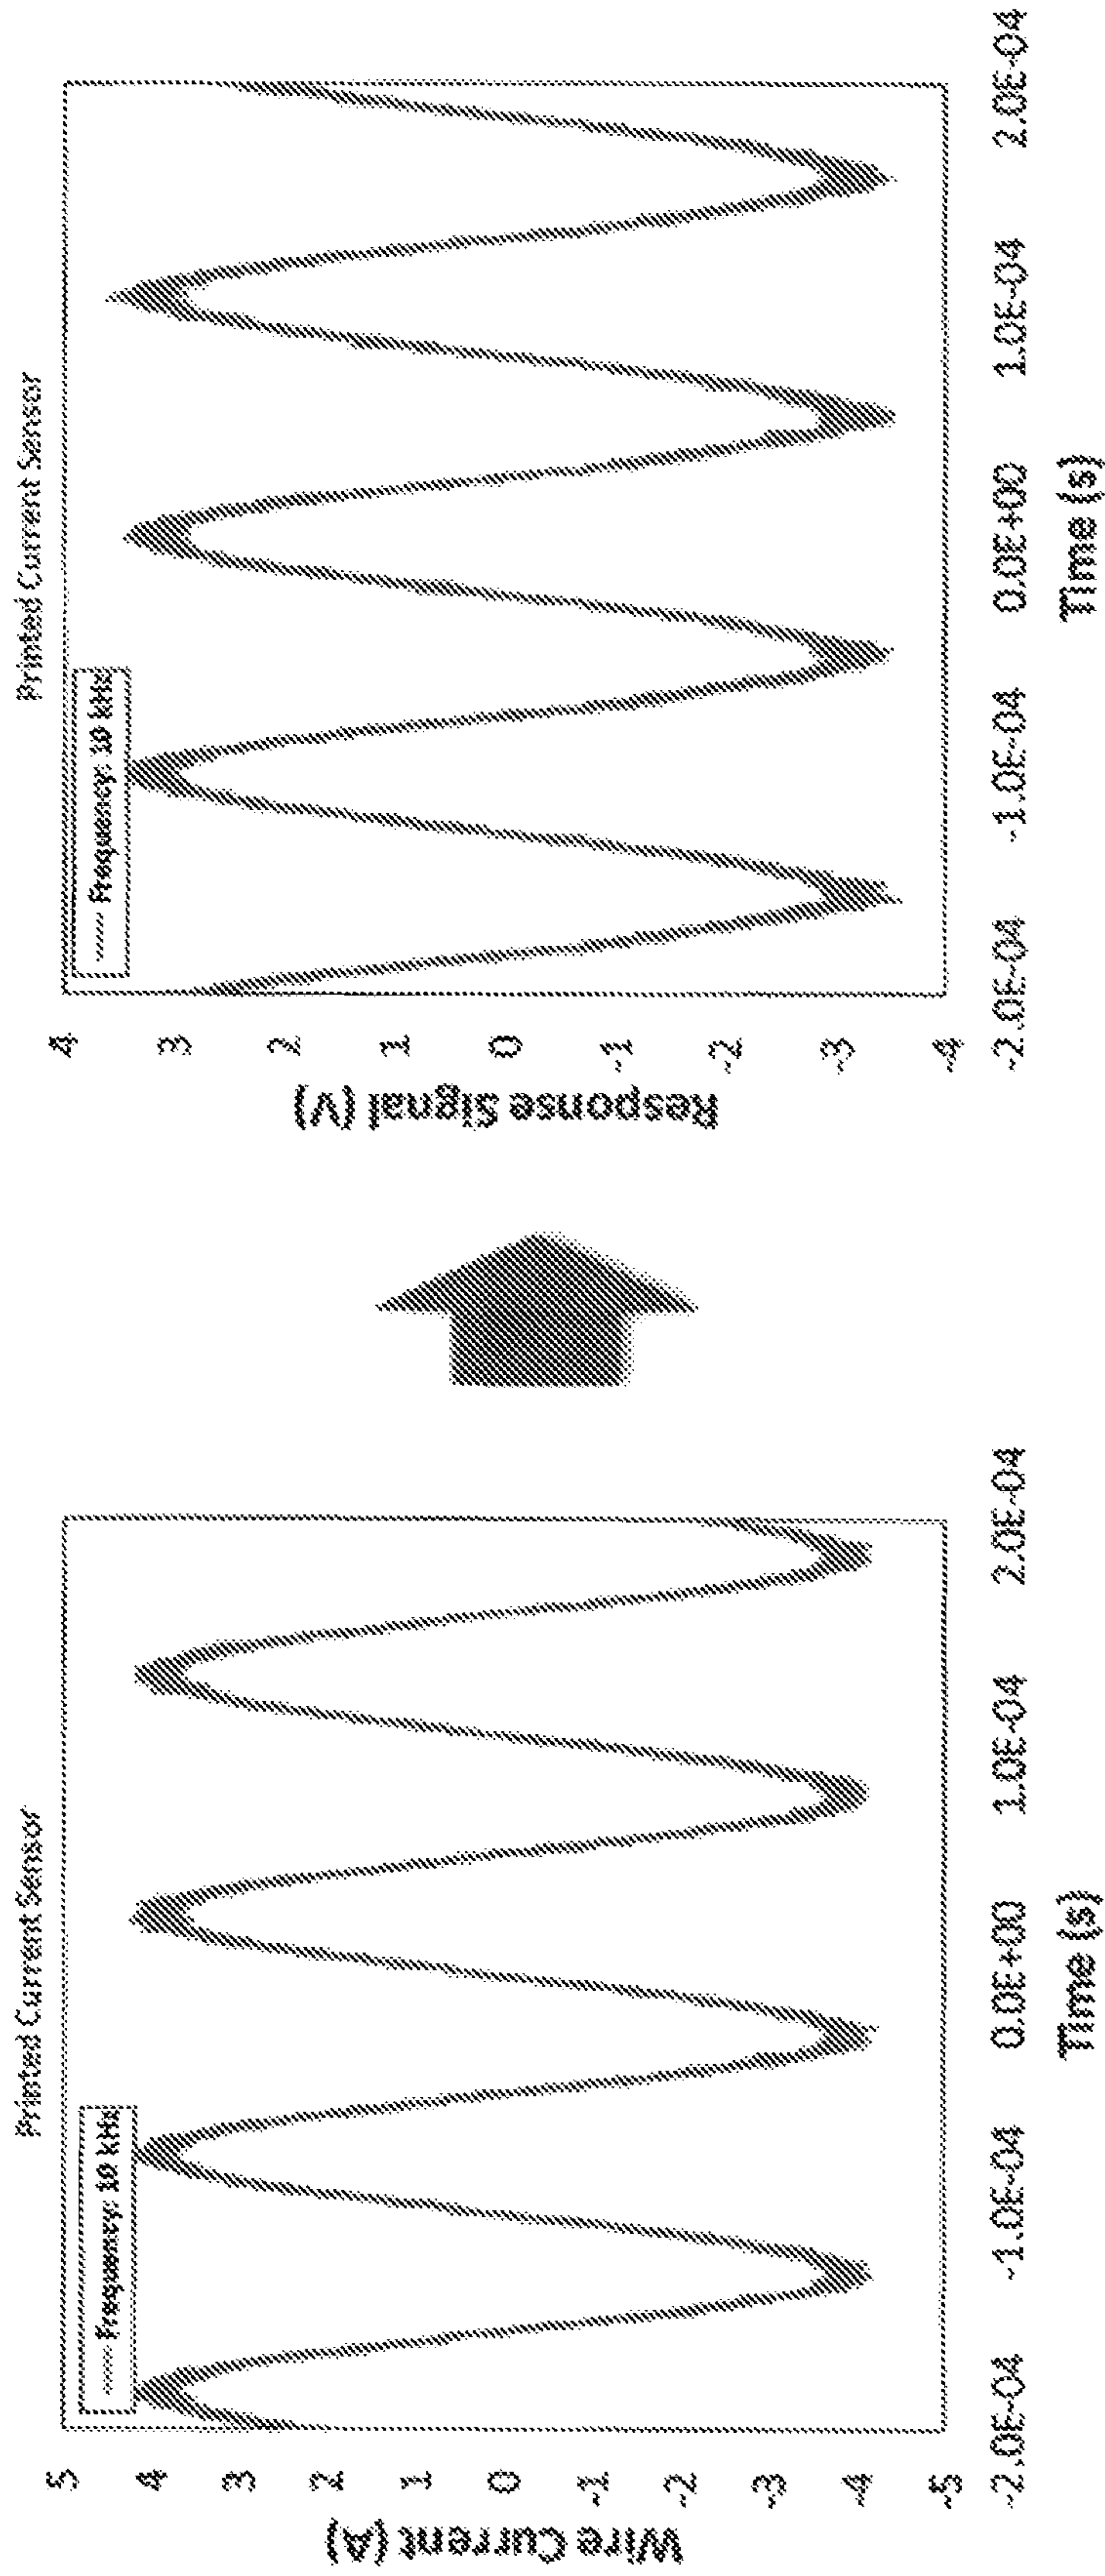 Printed Current Sensor
Frequency: 10 kHz
Wire Current (A)
5
4
3
2
1
0
-1
-2
-3
-4
-5
-2.0E-04
-1.0E-04
0.0E+00
1.0E-04
2.0E-04
Time (s)
Printed Current Sensor
Frequency: 10 kHz
Response Signal (V)
4
3
2
1
0
-1
-2
-3
-4
-2.0E-04
-1.0E-04
0.0E+00
1.0E-04
2.0E-04
Time (s)